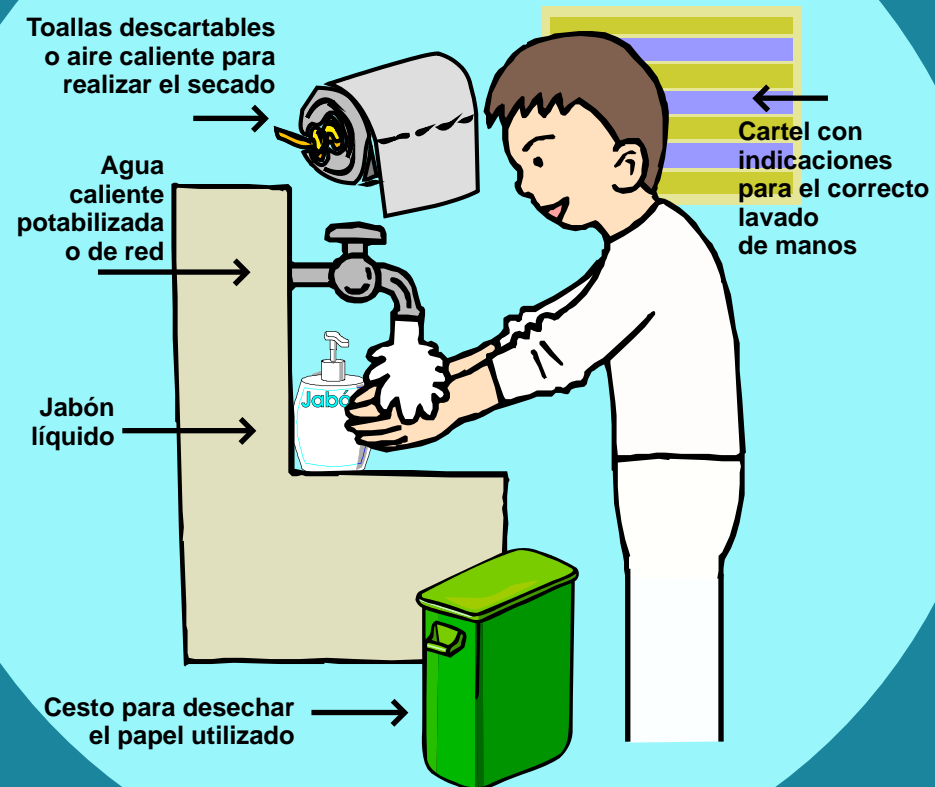 Toallas descartables
o aire caliente para
realizar el secado
Cartel con
indicaciones
para el correcto
lavado
de manos
Agua
caliente
potabilizada
o de red
Jabó
Jabón
líquido
Cesto para desechar
el papel utilizado